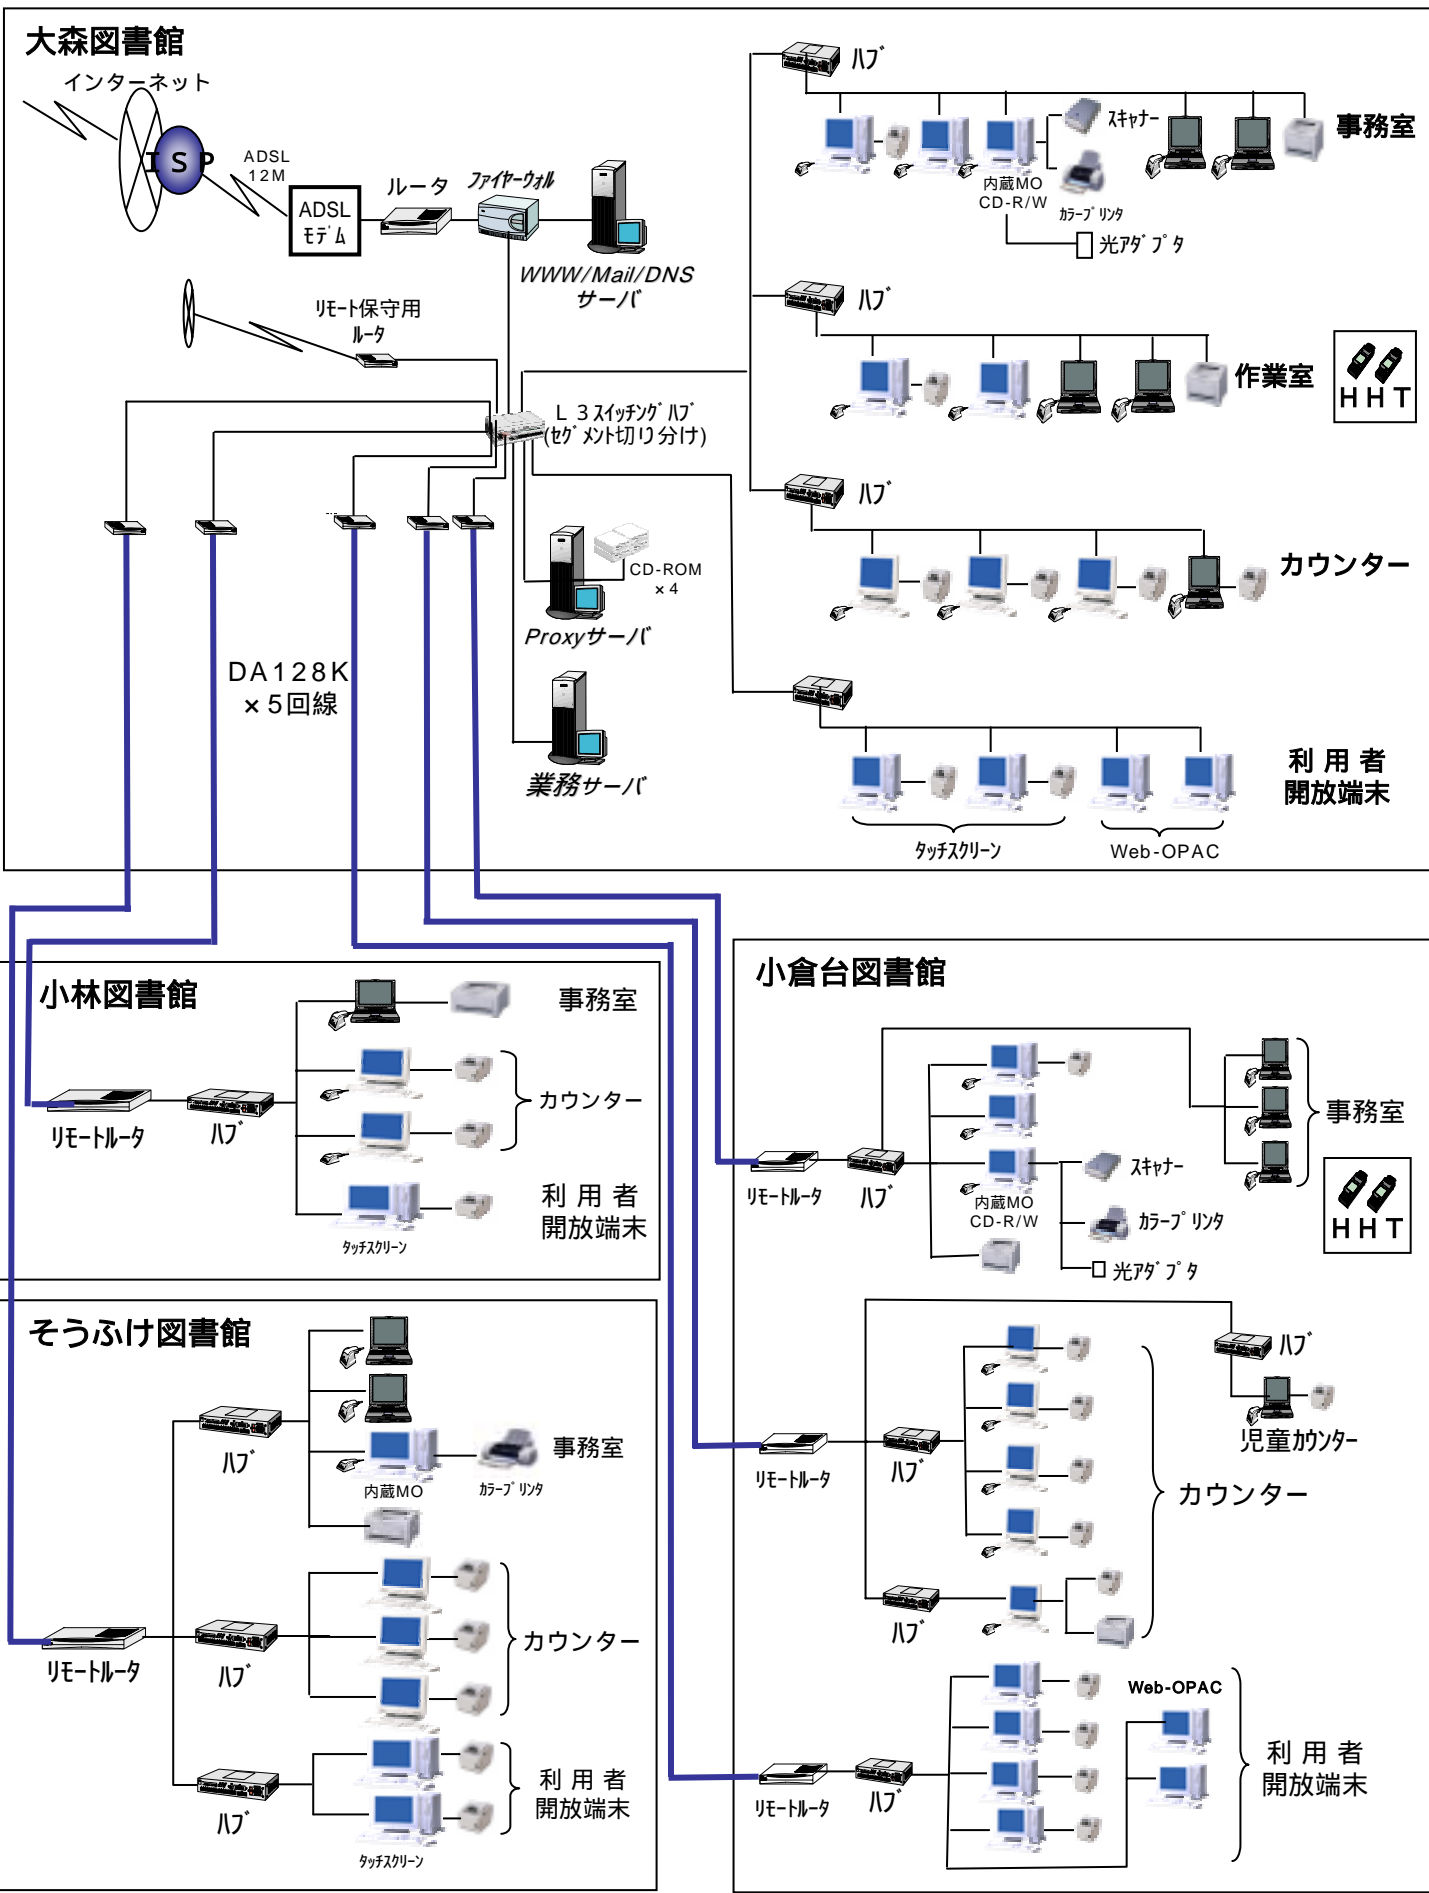 大森図書館
インターネット
ISP
ADSL
12M
ADSL
ﾓﾃﾞﾑ
ルータ
ﾌｧｲﾔｰｳｫﾙ
WWW/Mail/DNS
サーバ
ﾘﾓｰﾄ保守用
ﾙｰﾀ
Ｌ３ｽｲｯﾁﾝｸﾞﾊﾌﾞ
(ｾｸﾞﾒﾝﾄ切り分け)
CD-ROM
×4
Proxyサーバ
業務サーバ
DA128K
×5回線
ﾊﾌﾞ
ｽｷｬﾅｰ
内蔵MO
CD-R/W
ｶﾗｰﾌﾟﾘﾝﾀ
光ｱﾀﾞﾌﾟﾀ
事務室
ﾊﾌﾞ
作業室
HHT
ﾊﾌﾞ
カウンター
利用者
開放端末
ﾀｯﾁｽｸﾘｰﾝ
Web-OPAC
小林図書館
事務室
カウンター
ﾘﾓｰﾄﾙｰﾀ
ﾊﾌﾞ
利用者
開放端末
ﾀｯﾁｽｸﾘｰﾝ
そうふけ図書館
ﾊﾌﾞ
事務室
内蔵MO
ｶﾗｰﾌﾟﾘﾝﾀ
ﾘﾓｰﾄﾙｰﾀ
ﾊﾌﾞ
カウンター
ﾊﾌﾞ
利用者
開放端末
ﾀｯﾁｽｸﾘｰﾝ
小倉台図書館
事務室
ﾘﾓｰﾄﾙｰﾀ
ﾊﾌﾞ
ｽｷｬﾅｰ
内蔵MO
CD-R/W
ｶﾗｰﾌﾟﾘﾝﾀ
光ｱﾀﾞﾌﾟﾀ
HHT
ﾊﾌﾞ
児童ｶｳﾝﾀｰ
ﾘﾓｰﾄﾙｰﾀ
ﾊﾌﾞ
カウンター
ﾊﾌﾞ
Web-OPAC
ﾘﾓｰﾄﾙｰﾀ
ﾊﾌﾞ
利用者
開放端末